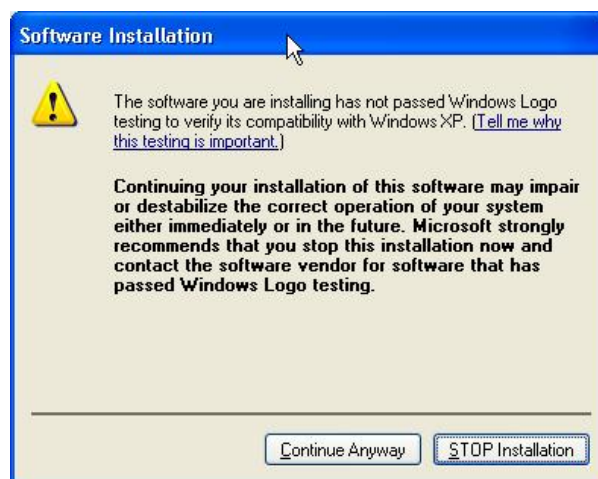 Software Installation
The software you are installing has not passed Windows Logo
testing to verify its compatibility with Windows XP. (Tell me why
this testing is important.)
Continuing your installation of this software may impair
or destabilize the correct operation of your system
either immediately or in the future. Microsoft strongly
recommends that you stop this installation now and
contact the software vendor for software that has
passed Windows Logo testing.
Continue Anyway
STOP Installation